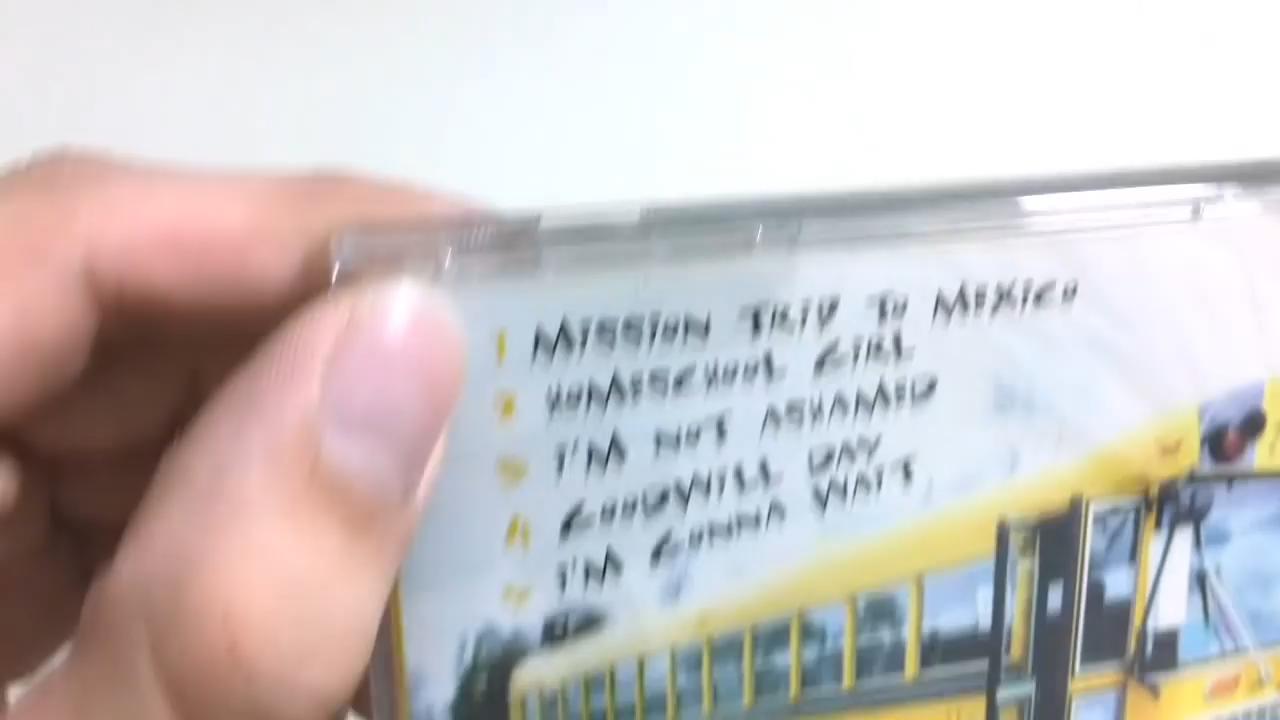 1 MISSION TRIP TO MEXICO
2 HOMESCHOOL GIRL
3 I'M NOT ASHAMED
4 GOODWILL DAY
5 I'M GONNA WAIT